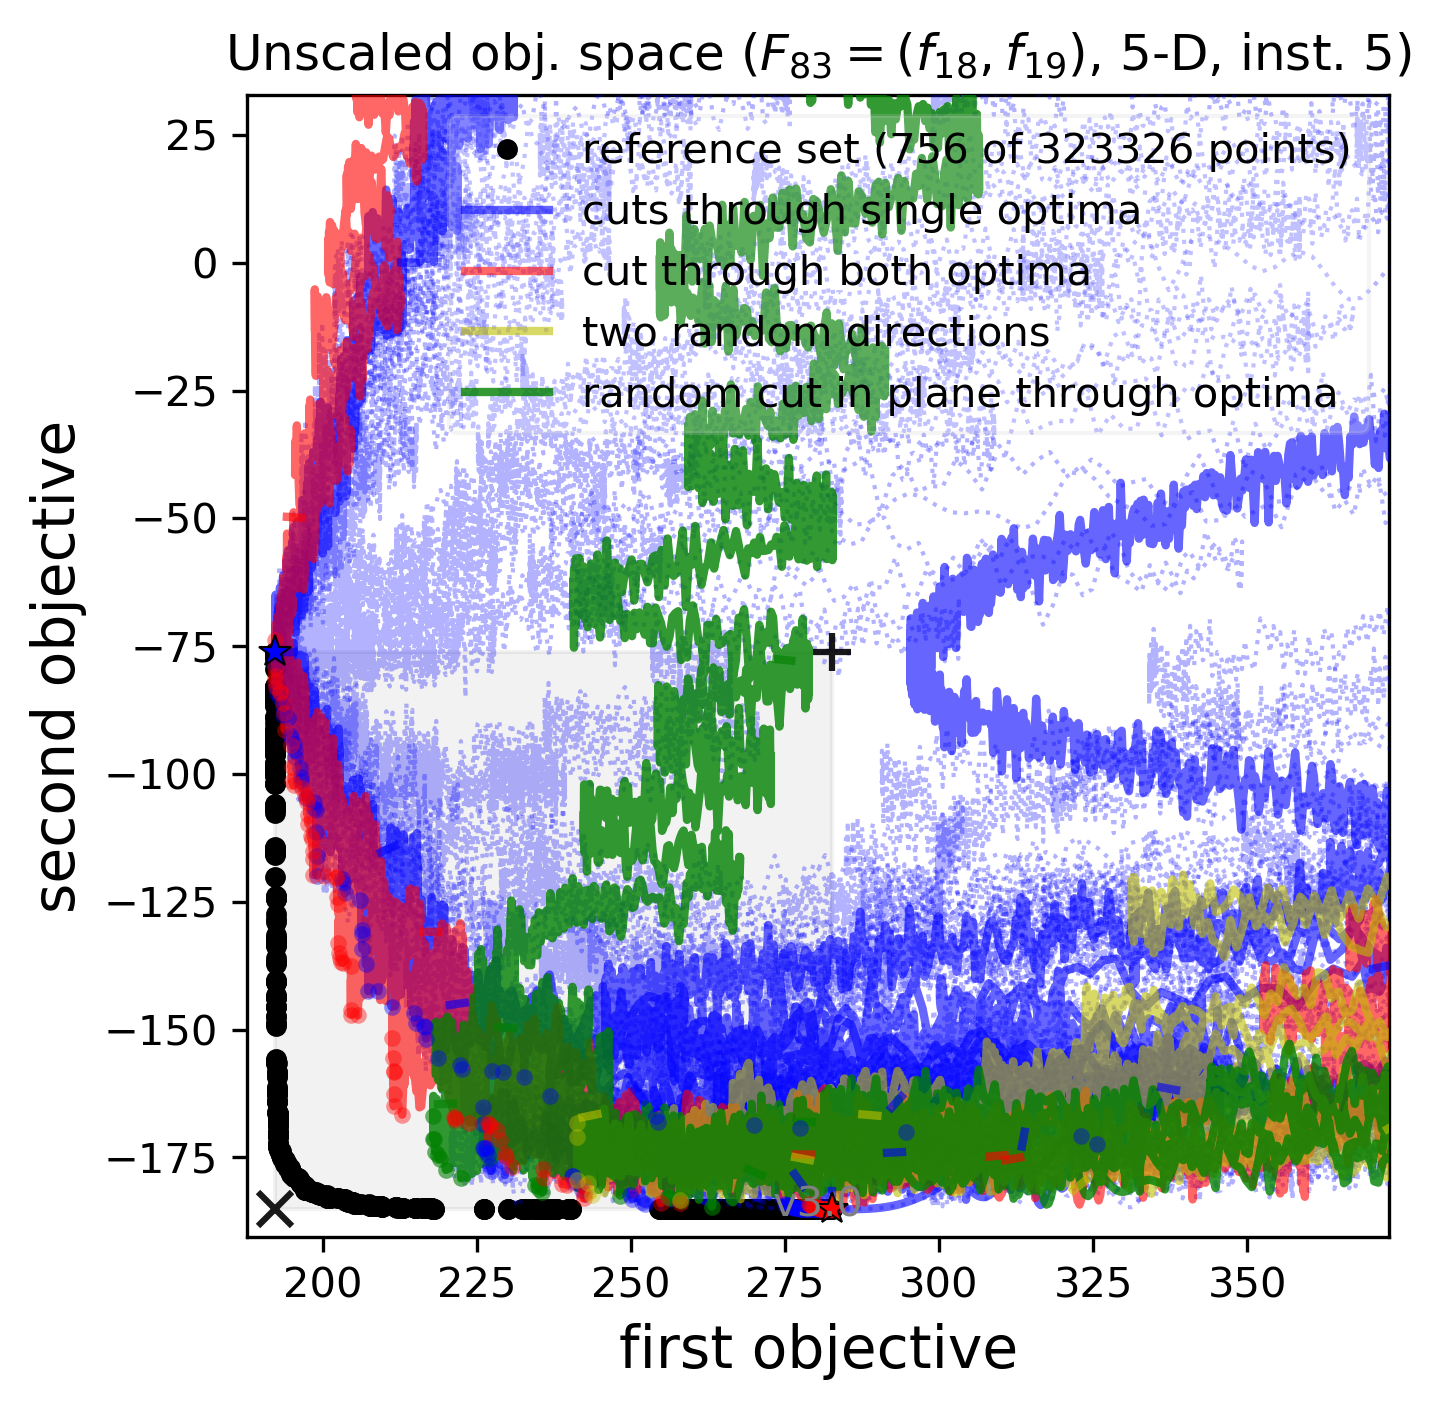 Unscaled obj. space (F₈₃ = (f₁₈, f₁₉), 5-D, inst. 5)
25
0
−25
−50
−75
−100
−125
−150
−175
second objective
reference set (756 of 323326 points)
cuts through single optima
cut through both optima
two random directions
random cut in plane through optima
v3.0
200 225 250 275 300 325 350
first objective